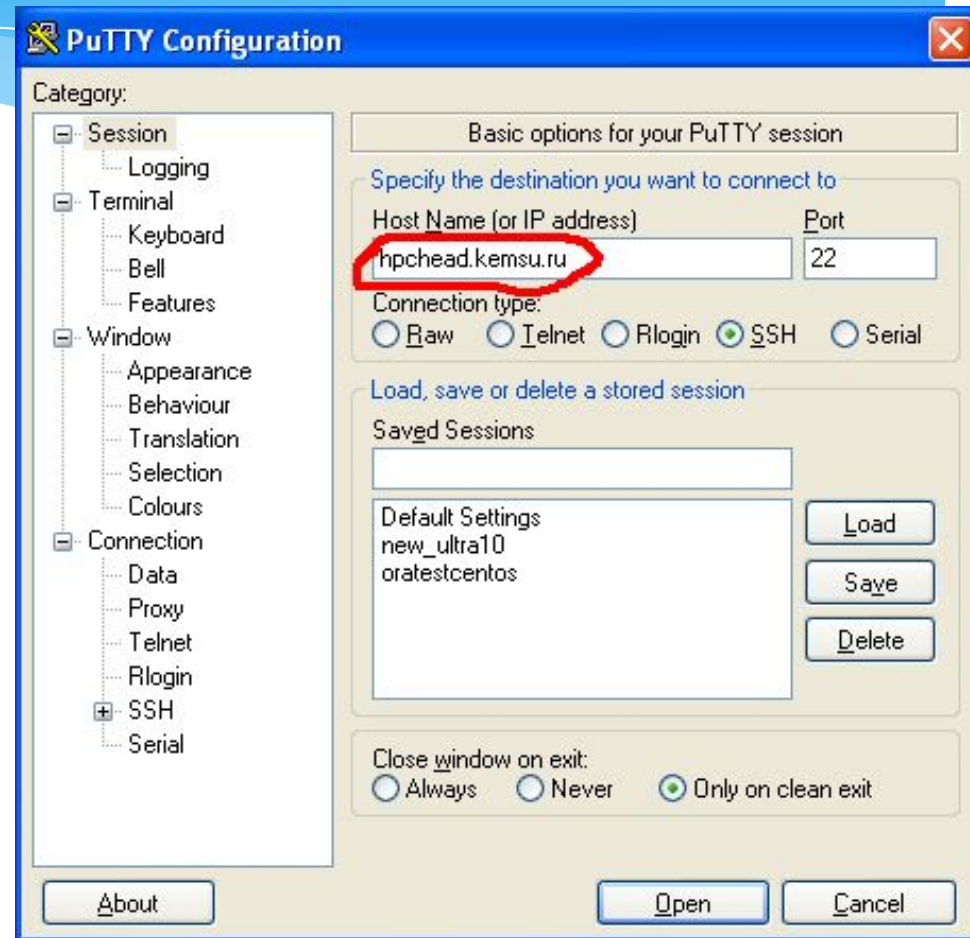 PuTTY Configuration
Category:
Session
Logging
Terminal
Keyboard
Bell
Features
Window
Appearance
Behaviour
Translation
Selection
Colours
Connection
Data
Proxy
Telnet
Rlogin
SSH
Serial
Basic options for your PuTTY session
Specify the destination you want to connect to
Host Name (or IP address) Port
hpchead.kemsu.ru 22
Connection type:
Raw Telnet Rlogin SSH Serial
Load, save or delete a stored session
Saved Sessions
Default Settings
new_ultra10
oratestcentos
Load
Save
Delete
Close window on exit:
Always Never Only on clean exit
About Open Cancel